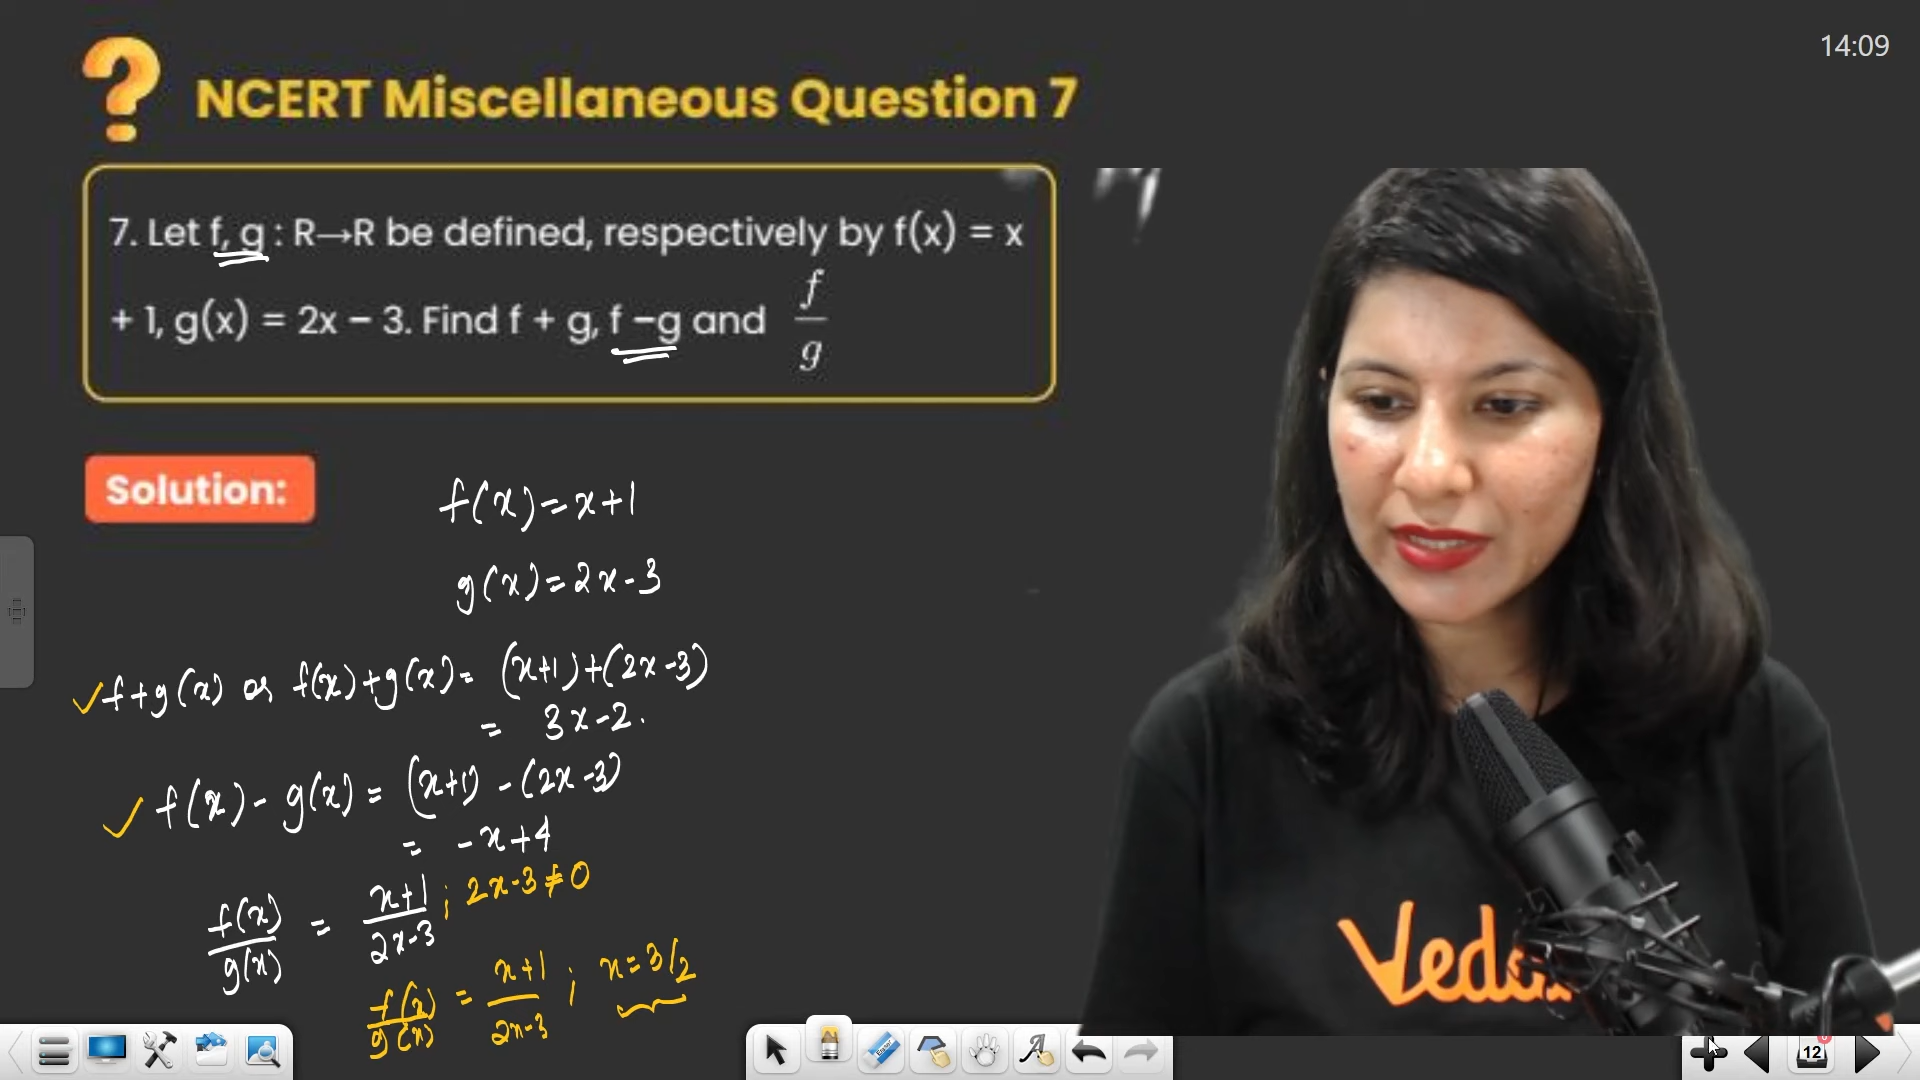 14:09
? NCERT Miscellaneous Question 7
7. Let f, g : R→R be defined, respectively by f(x) = x
+ 1, g(x) = 2x – 3. Find f + g, f –g and f/g
Solution:
f(x)=x+1
g(x)=2x-3
✓f+g(x) or f(x)+g(x)= (x+1)+(2x-3)
= 3x-2.
✓ f(x)- g(x)= (x+1) -(2x-3)
= -x+4
f(x)/g(x) = x+1/2x-3 ; 2x-3≠0
f(x)/g(x) = x+1/2x-3 ; x=3/2
Eraser
A
12